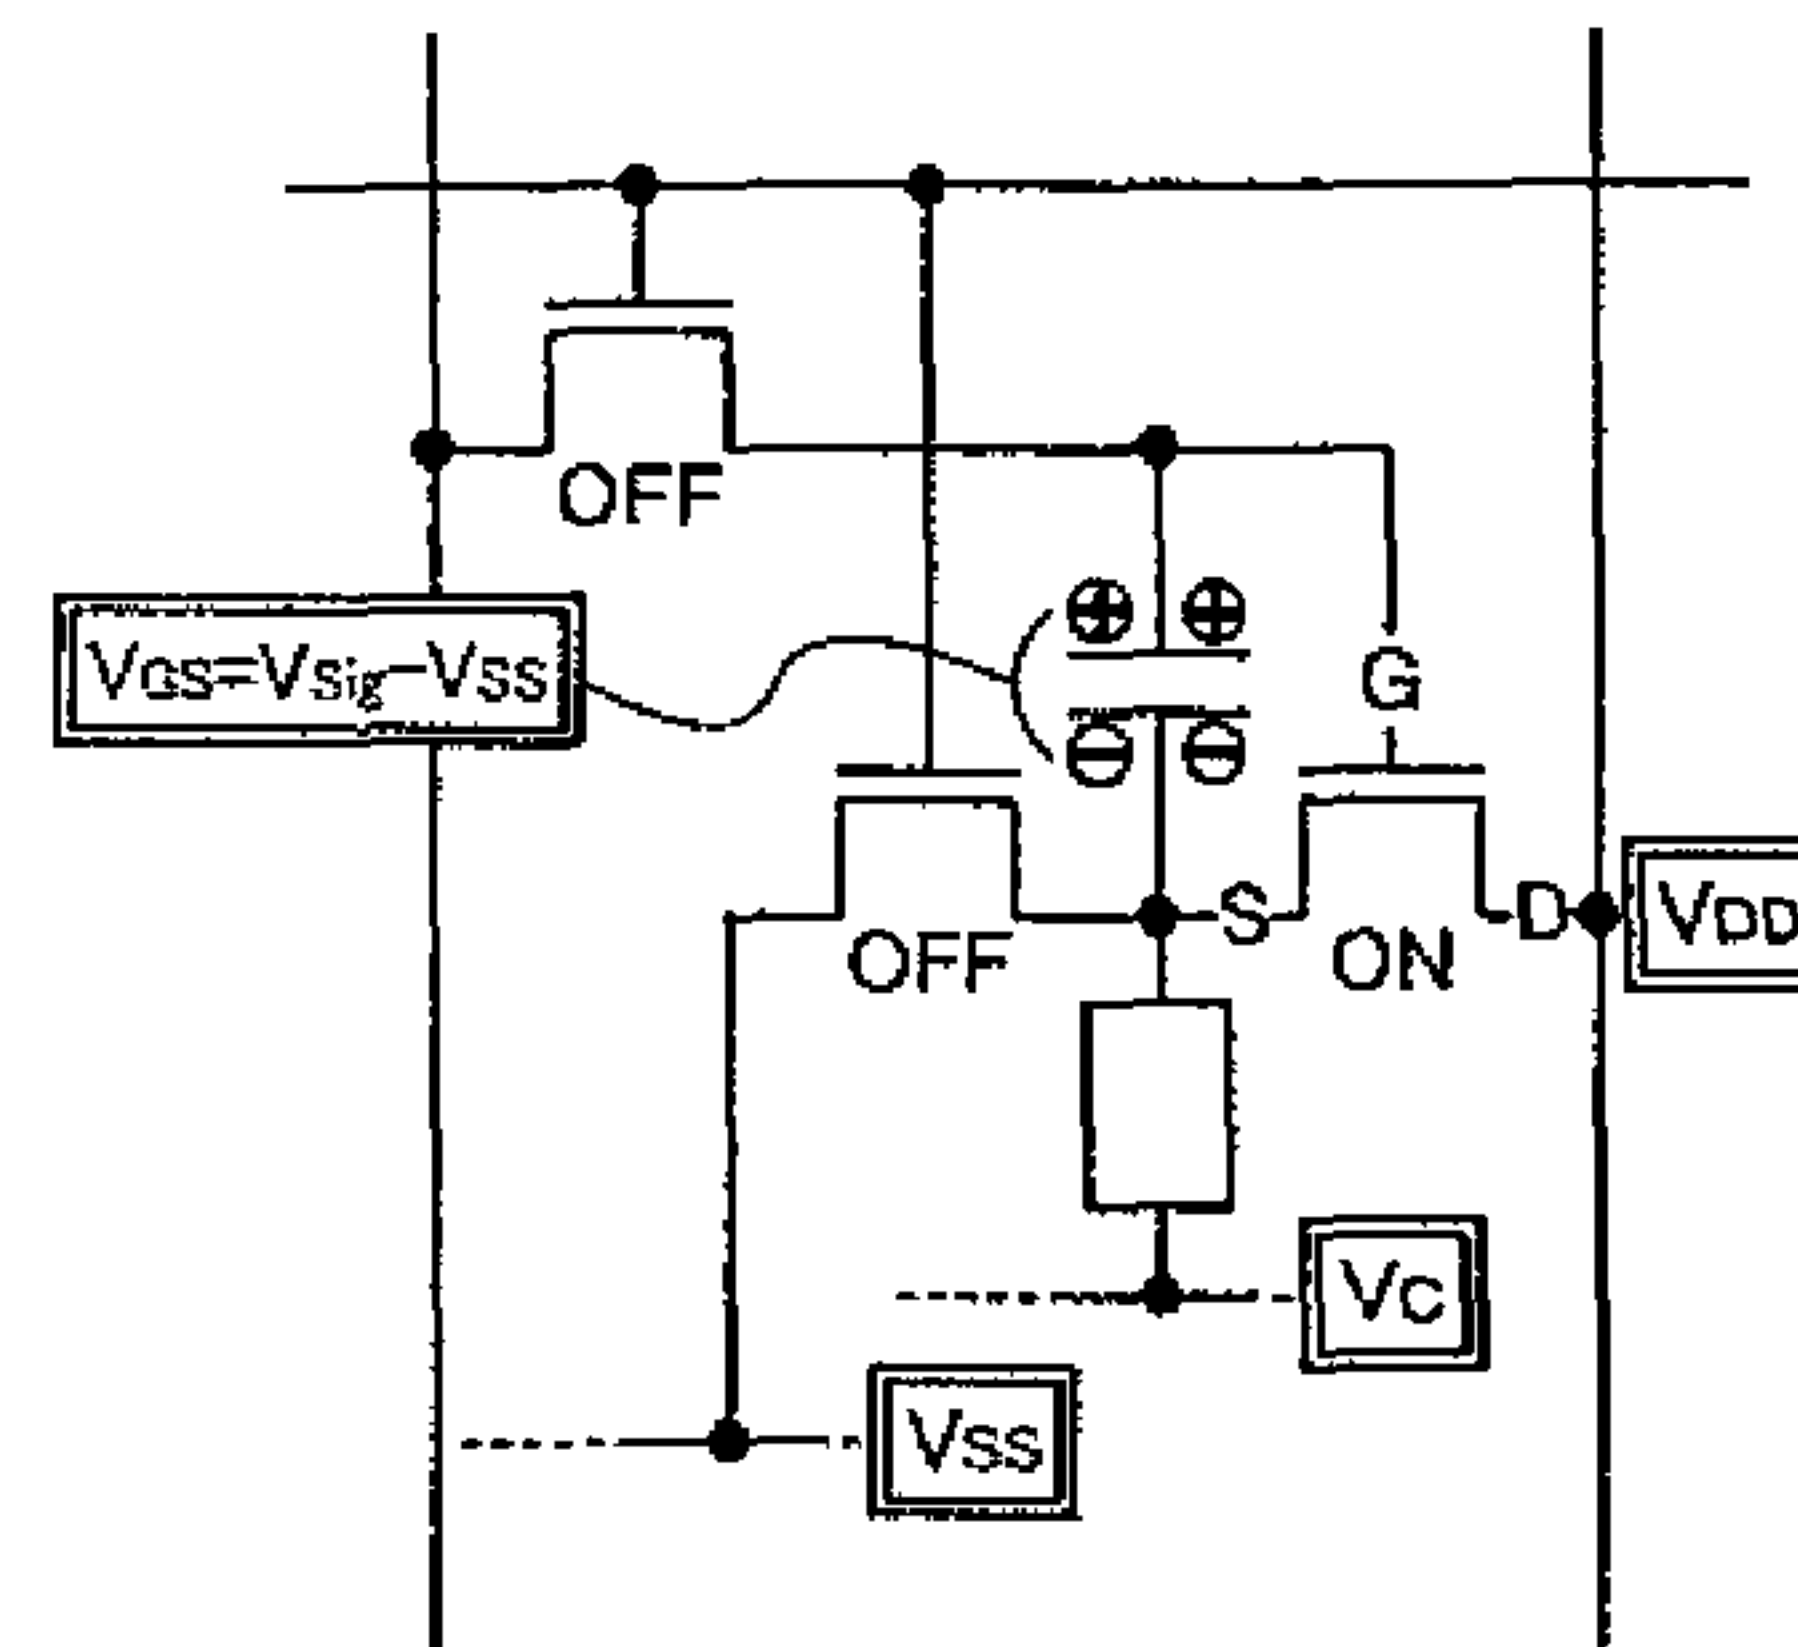 OFF
VGS=VSig−VSS
⊕ ⊕
G
⊖ ⊖
S
D
VDD
OFF
ON
VC
VSS